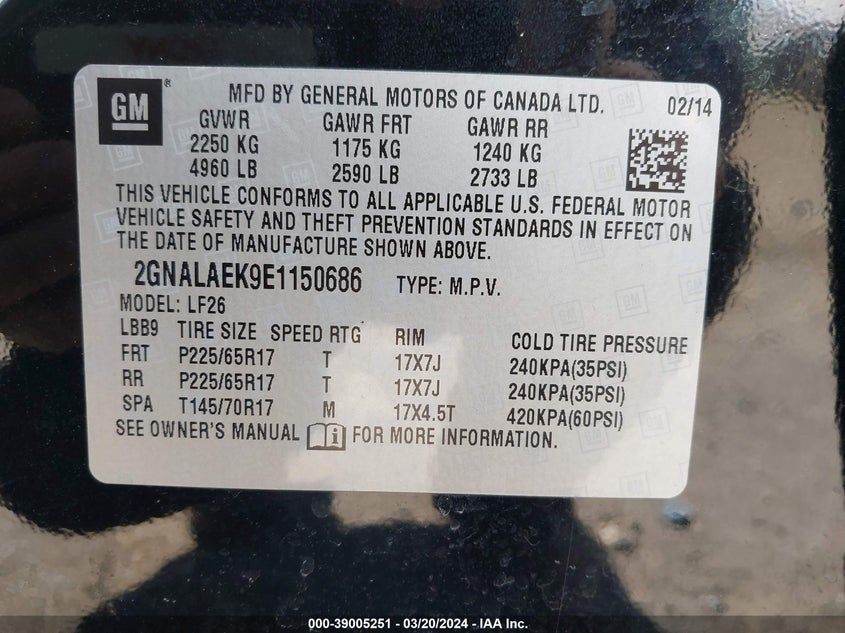 GM ® MFD BY GENERAL MOTORS OF CANADA LTD. 02/14
GVWR GAWR FRT GAWR RR
2250 KG 1175 KG 1240 KG
4960 LB 2590 LB 2733 LB
THIS VEHICLE CONFORMS TO ALL APPLICABLE U.S. FEDERAL MOTOR
VEHICLE SAFETY AND THEFT PREVENTION STANDARDS IN EFFECT ON
THE DATE OF MANUFACTURE SHOWN ABOVE.
2GNALAEK9E1150686 TYPE: M.P.V.
MODEL: LF26
LBB9 TIRE SIZE SPEED RTG RIM COLD TIRE PRESSURE
FRT P225/65R17 T 17X7J 240KPA(35PSI)
RR P225/65R17 T 17X7J 240KPA(35PSI)
SPA T145/70R17 M 17X4.5T 420KPA(60PSI)
SEE OWNER'S MANUAL i FOR MORE INFORMATION.
000-39005251 - 03/20/2024 - IAA Inc.